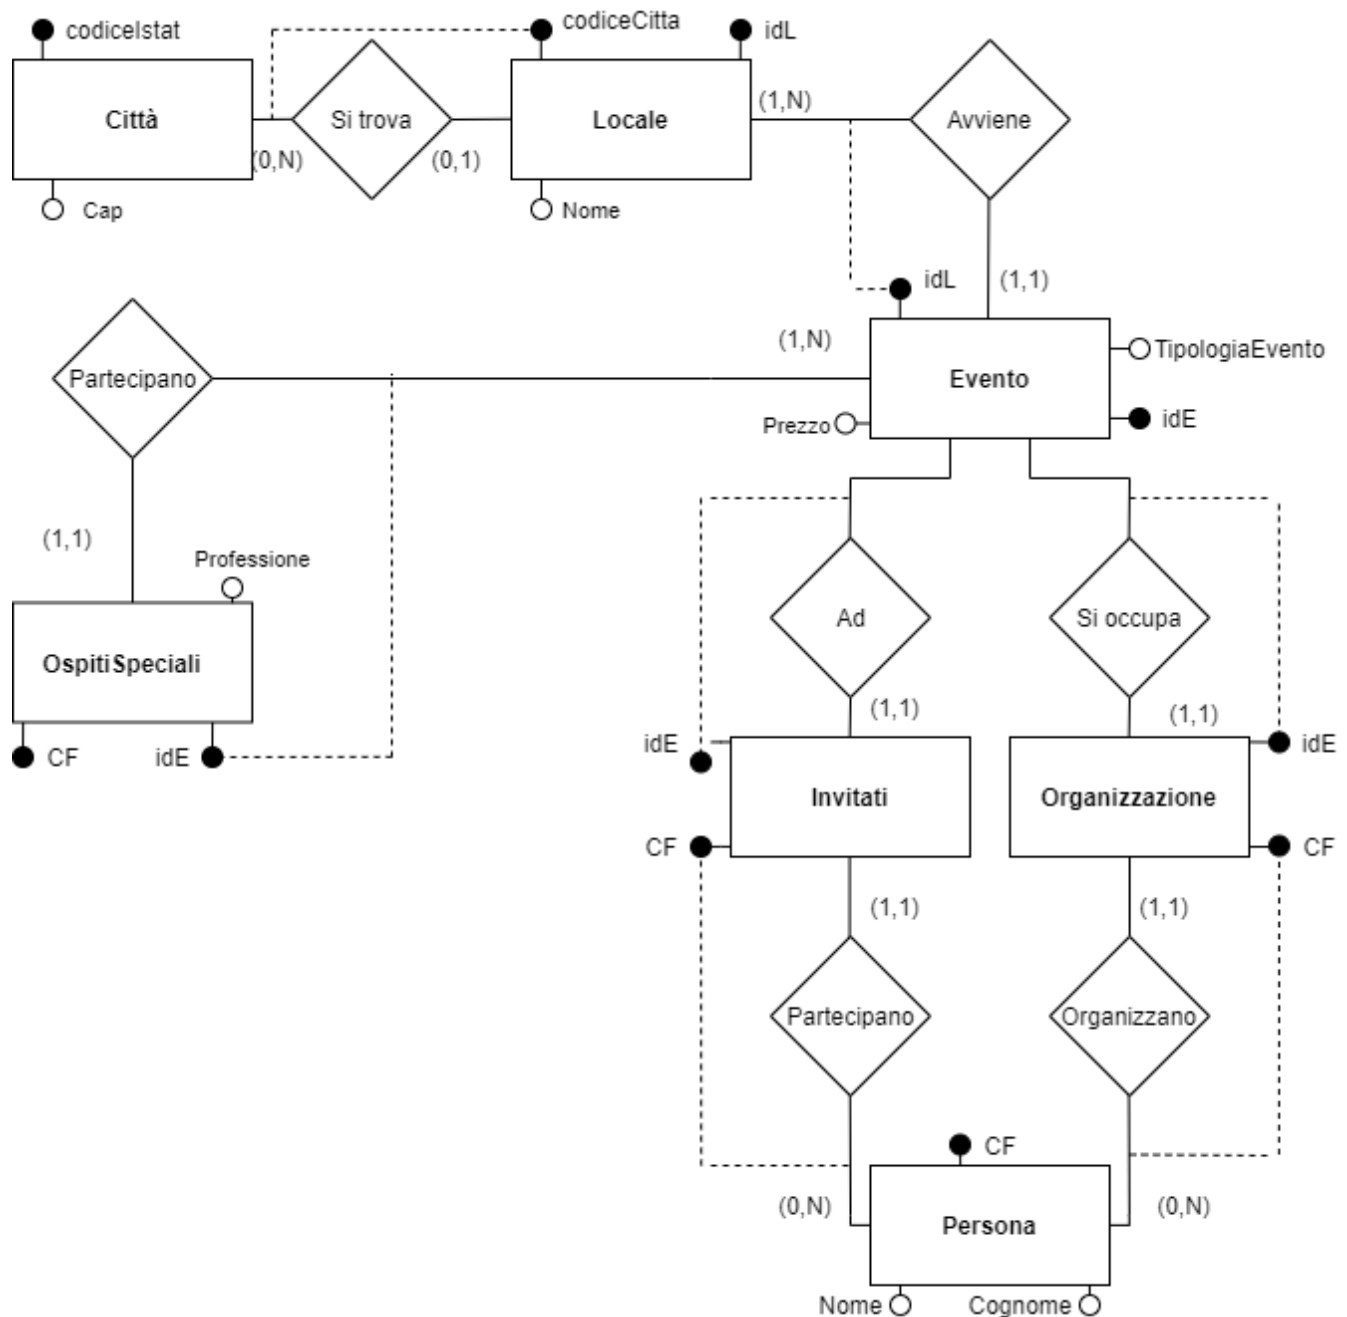 codiceIstat
codiceCitta
idL
Città
Si trova
Locale
(1,N)
Avviene
(0,N)
(0,1)
Cap
Nome
idL
(1,1)
Partecipano
(1,N)
Evento
TipologiaEvento
Prezzo
idE
(1,1)
Professione
Ad
Si occupa
OspitiSpeciali
(1,1)
(1,1)
CF
idE
idE
idE
Invitati
Organizzazione
CF
CF
(1,1)
(1,1)
Partecipano
Organizzano
CF
(0,N)
(0,N)
Persona
Nome
Cognome